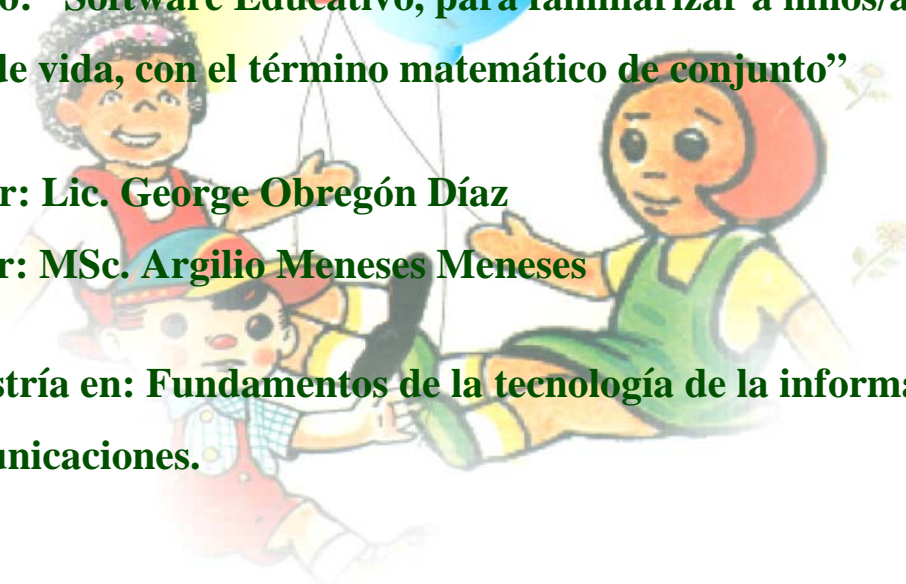 o: “Software Educativo, para familiarizar a niños/a
de vida, con el término matemático de conjunto”
r: Lic. George Obregón Díaz
r: MSc. Argilio Meneses Meneses
stría en: Fundamentos de la tecnología de la informa
unicaciones.